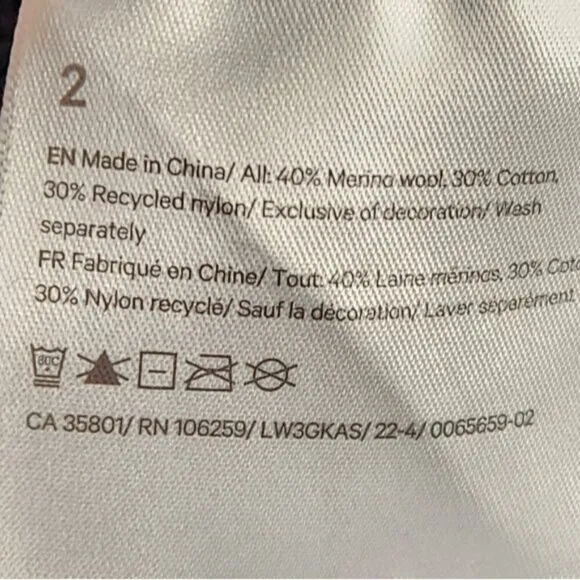 2
EN Made in China/ All: 40% Merino wool, 30% Cotton,
30% Recycled nylon/ Exclusive of decoration/ Wash
separately
FR Fabriqué en Chine/ Tout: 40% Laine mérinos, 30% Coto
30% Nylon recyclé/ Sauf la décoration/ Laver séparément
CA 35801/ RN 106259/ LW3GKAS/ 22-4/ 0065659-02